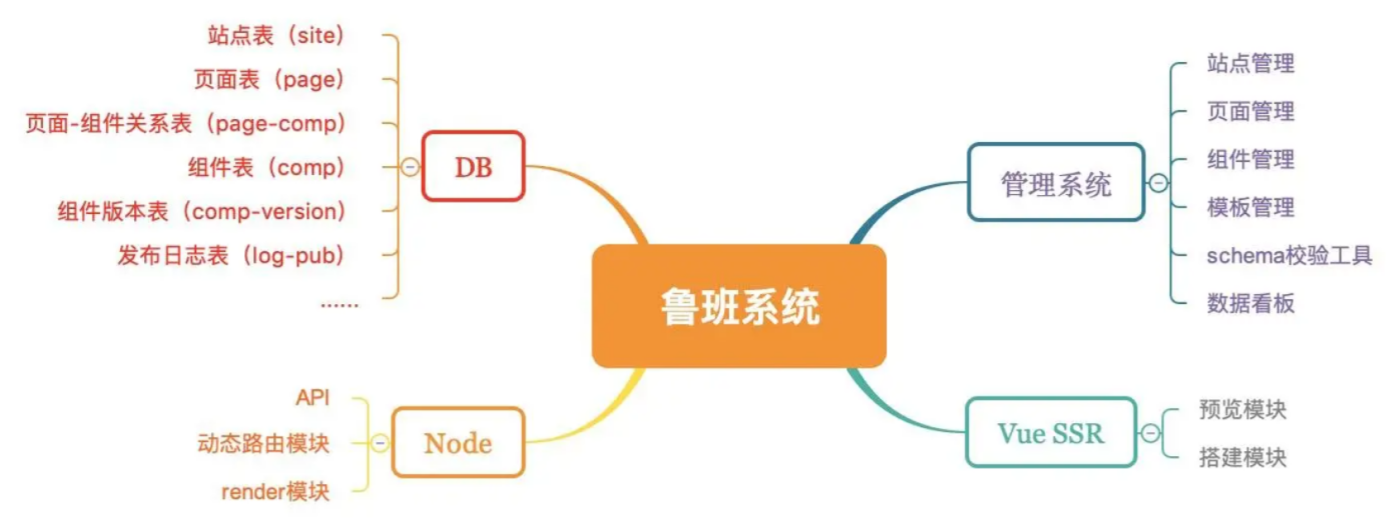 鲁班系统
DB
站点表（site）
页面表（page）
页面-组件关系表（page-comp）
组件表（comp）
组件版本表（comp-version）
发布日志表（log-pub）
......
Node
API
动态路由模块
render模块
管理系统
站点管理
页面管理
组件管理
模板管理
schema校验工具
数据看板
Vue SSR
预览模块
搭建模块